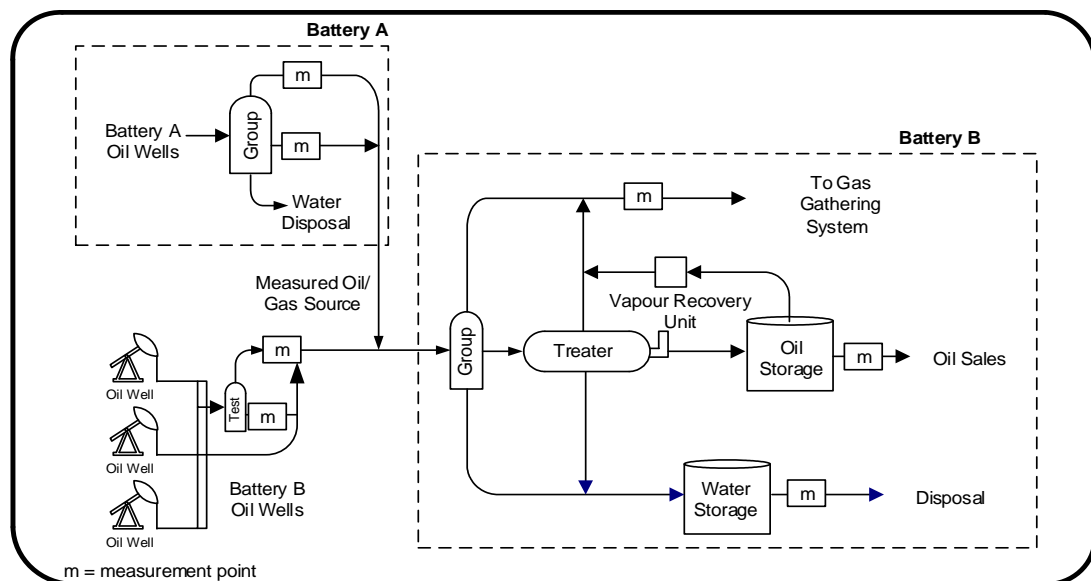 Battery A
m
Battery A
Oil Wells
Group
m
Water
Disposal
Battery B
m
To Gas
Gathering
System
Measured Oil/
Gas Source
Vapour Recovery
Unit
m
Group
Treater
Oil
Storage
m
Oil Sales
Oil Well
Test
m
Oil Well
Battery B
Oil Wells
Oil Well
Water
Storage
m
Disposal
m = measurement point